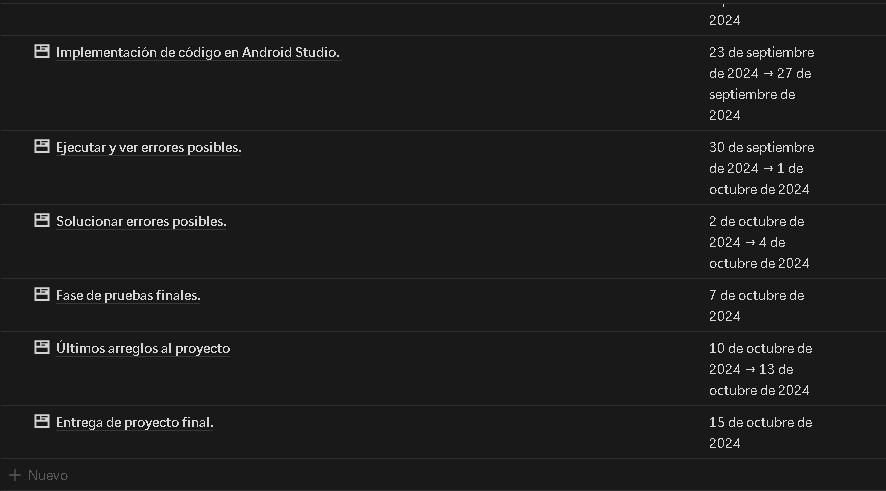 2024
Implementación de código en Android Studio.
23 de septiembre
de 2024 → 27 de
septiembre de
2024
Ejecutar y ver errores posibles.
30 de septiembre
de 2024 → 1 de
octubre de 2024
Solucionar errores posibles.
2 de octubre de
2024 → 4 de
octubre de 2024
Fase de pruebas finales.
7 de octubre de
2024
Últimos arreglos al proyecto
10 de octubre de
2024 → 13 de
octubre de 2024
Entrega de proyecto final.
15 de octubre de
2024
+ Nuevo